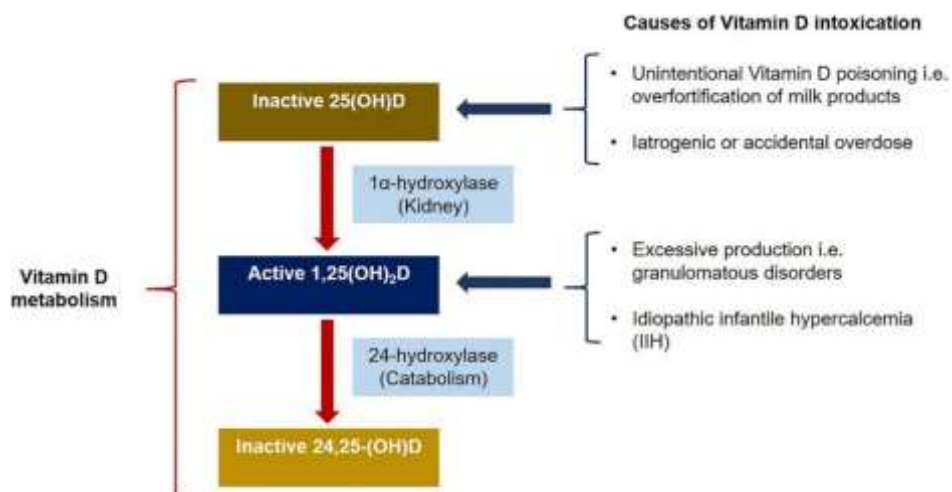 Causes of Vitamin D intoxication
Inactive 25(OH)D
• Unintentional Vitamin D poisoning i.e.
overfortification of milk products
• Iatrogenic or accidental overdose
1α-hydroxylase
(Kidney)
Vitamin D
metabolism
Active 1,25(OH)₂D
• Excessive production i.e.
granulomatous disorders
• Idiopathic infantile hypercalcemia
(IIH)
24-hydroxylase
(Catabolism)
Inactive 24,25-(OH)D